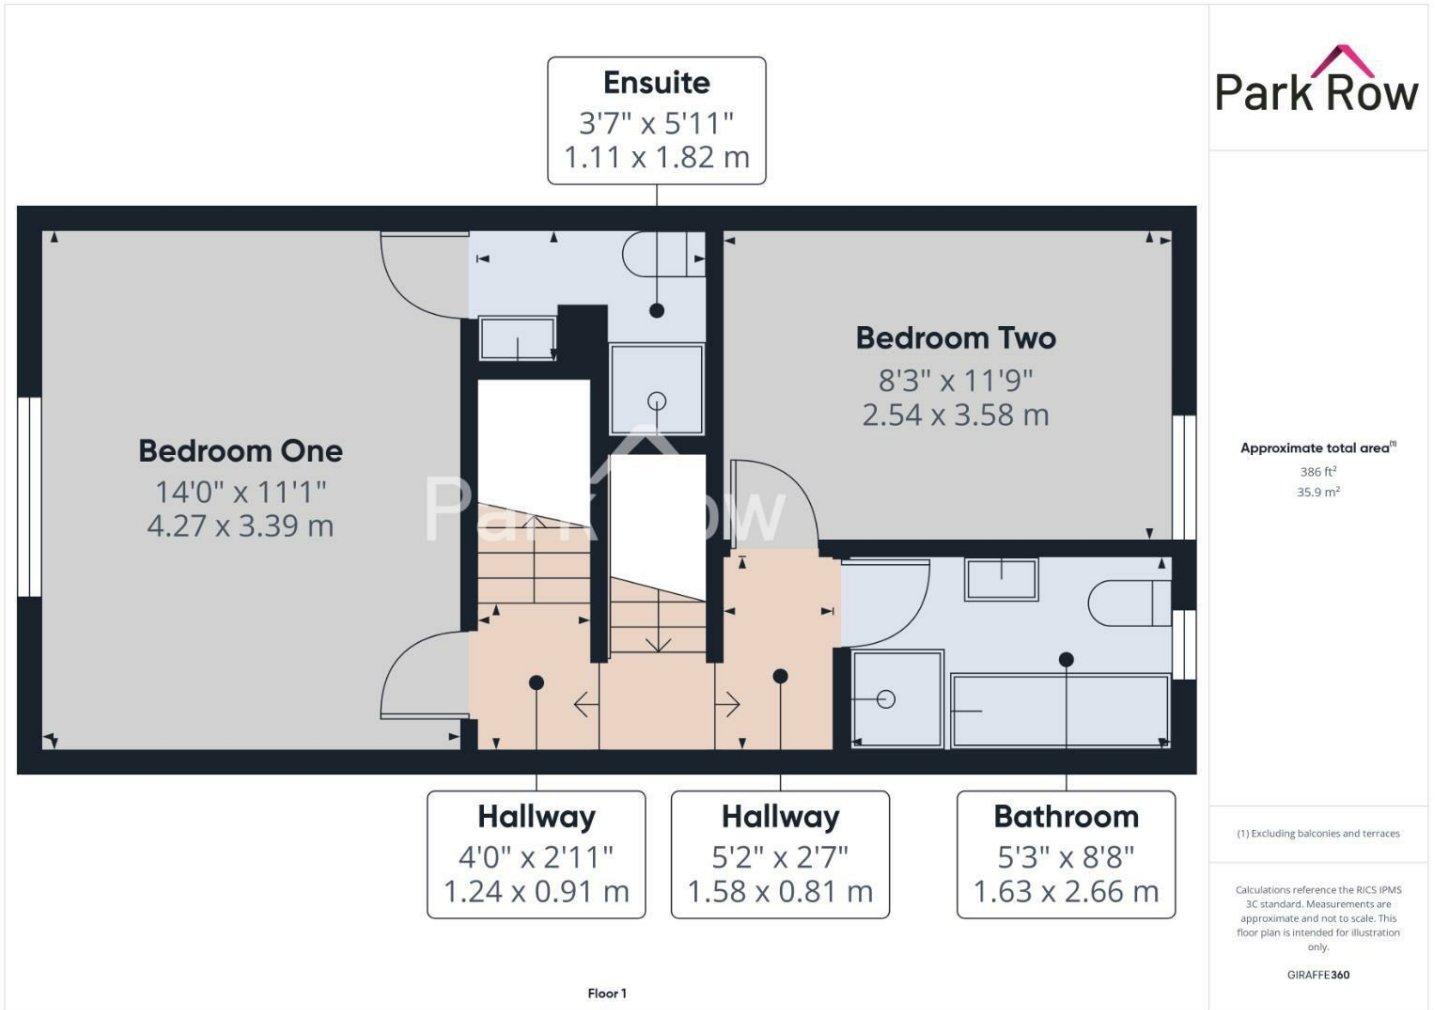 Ensuite
3'7" x 5'11"
1.11 x 1.82 m
Park Row
Bedroom Two
8'3" x 11'9"
2.54 x 3.58 m
Bedroom One
14'0" x 11'1"
4.27 x 3.39 m
Park Row
Approximate total area⁽¹⁾
386 ft²
35.9 m²
Hallway
4'0" x 2'11"
1.24 x 0.91 m
Hallway
5'2" x 2'7"
1.58 x 0.81 m
Bathroom
5'3" x 8'8"
1.63 x 2.66 m
(1) Excluding balconies and terraces
Calculations reference the RICS IPMS
3C standard. Measurements are
approximate and not to scale. This
floor plan is intended for illustration
only.
GIRAFFE360
Floor 1